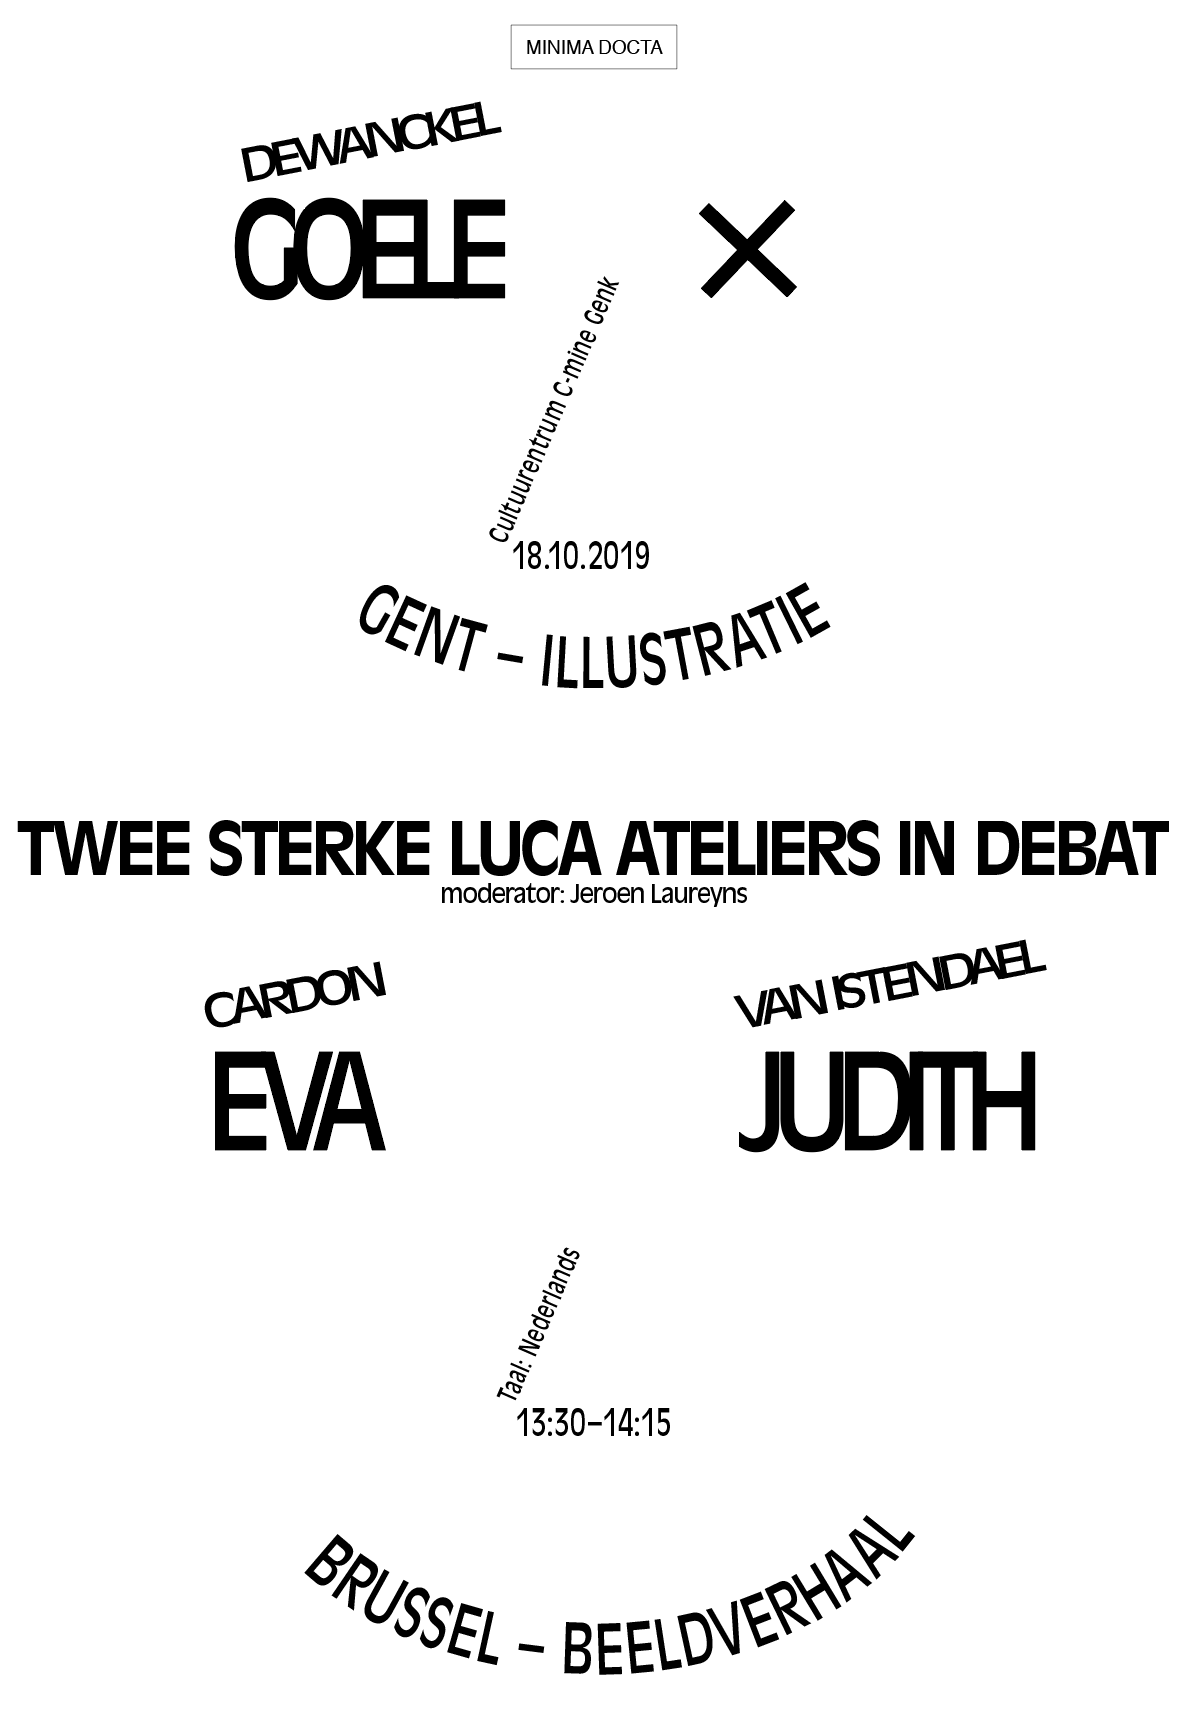 MINIMA DOCTA
DEWANCKEL
GOELE
×
Cultuurentrum C-mine Genk
18.10.2019
GENT – ILLUSTRATIE
TWEE STERKE LUCA ATELIERS IN DEBAT
moderator: Jeroen Laureyns
CARDON
EVA
VAN ISTENDAEL
JUDITH
Taal: Nederlands
13:30–14:15
BRUSSEL – BEELDVERHAAL